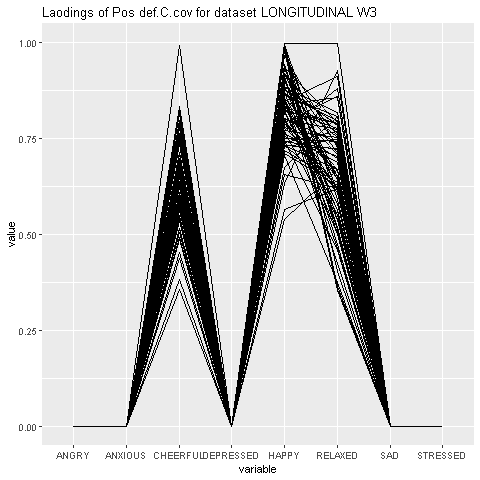 Laodings of Pos def.C.cov for dataset LONGITUDINAL W3
1.00
0.75
0.50
0.25
0.00
value
ANGRY ANXIOUS CHEERFULDEPRESSED HAPPY RELAXED SAD STRESSED
variable